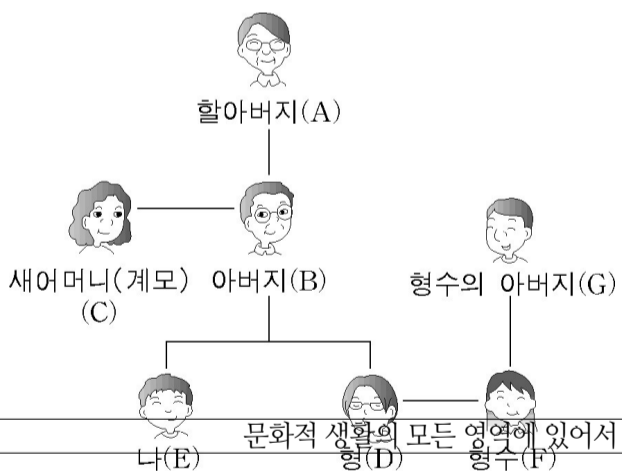 할아버지(A)
새어머니(계모) 아버지(B) 형수의 아버지(G)
(C)
문화적 생활의 모든 영역에 있어서
나(E) 형(D) 형수(F)